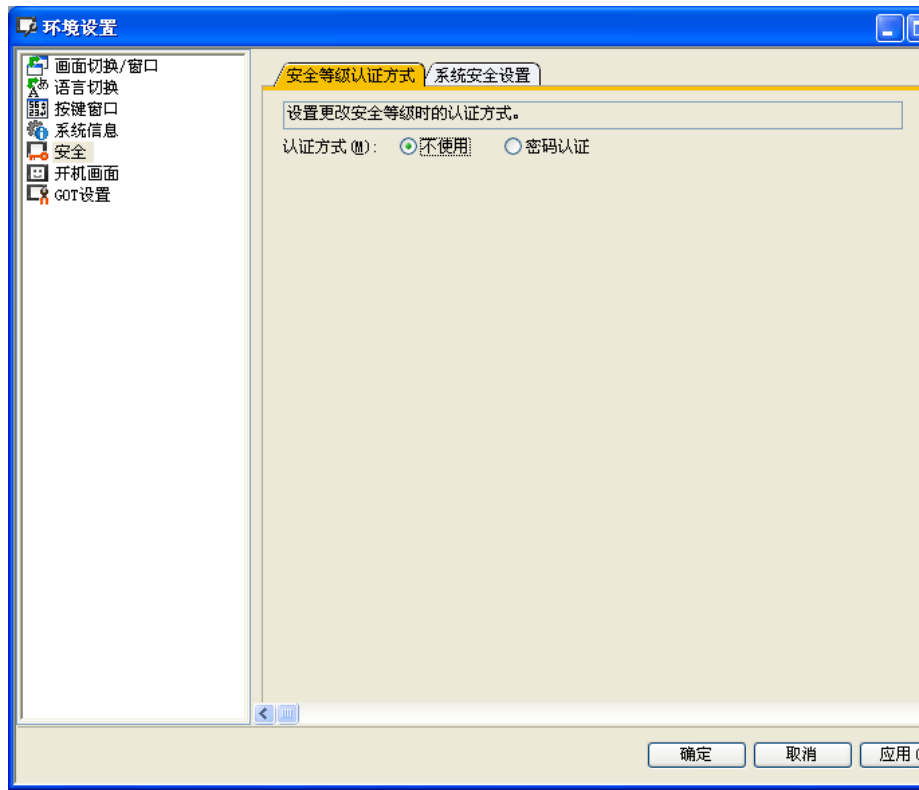 环境设置
画面切换/窗口
语言切换
按键窗口
系统信息
安全
开机画面
GOT设置
安全等级认证方式 系统安全设置
设置更改安全等级时的认证方式。
认证方式(M): 不使用 密码认证
确定 取消 应用(